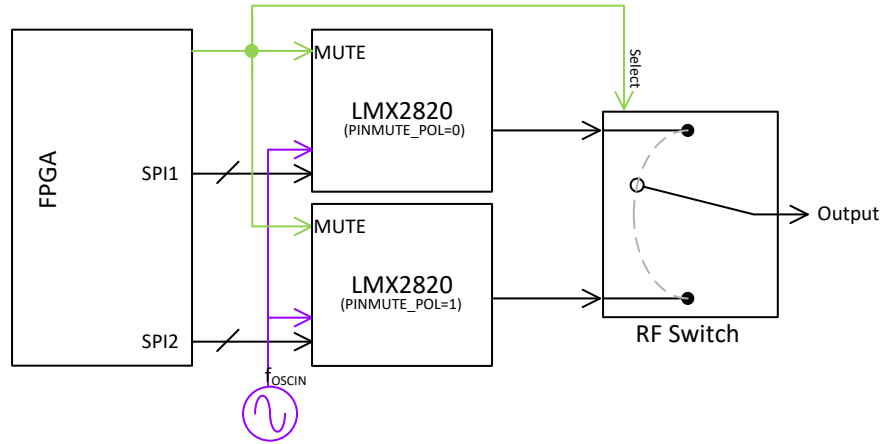 FPGA
SPI1
SPI2
MUTE
LMX2820
(PINMUTE_POL=0)
MUTE
LMX2820
(PINMUTE_POL=1)
fOSCIN
Select
RF Switch
Output